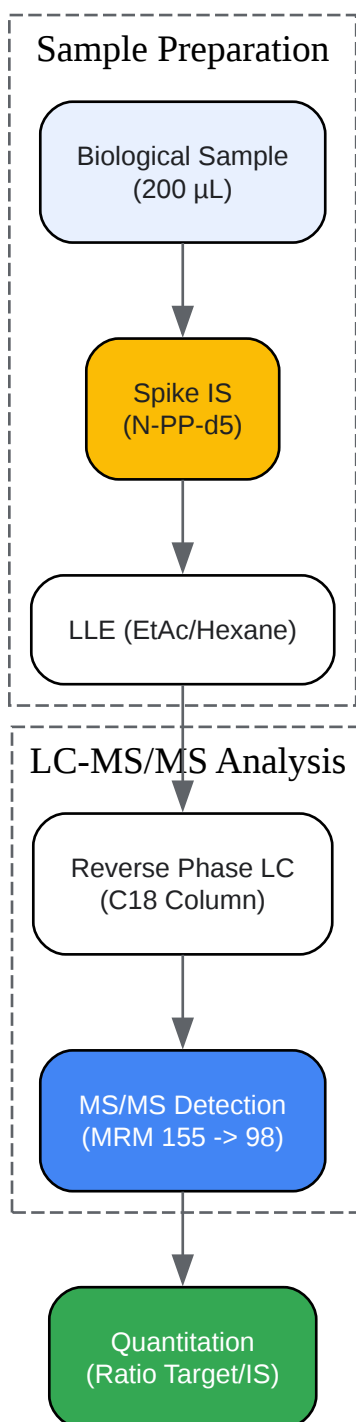 Sample Preparation
Biological Sample
(200 µL)
Spike IS
(N-PP-d5)
LLE (EtAc/Hexane)
LC-MS/MS Analysis
Reverse Phase LC
(C18 Column)
MS/MS Detection
(MRM 155 -> 98)
Quantitation
(Ratio Target/IS)